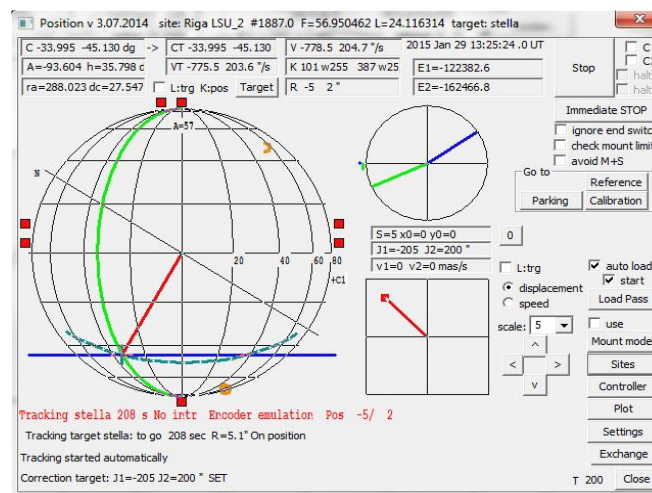 Position v 3.07.2014 site: Riga LSU_2 #1887.0 F=56.950462 L=24.116314 target: stella
C -33.995 -45.130 dg -> CT -33.995 -45.130 V -778.5 204.7 "/s 2015 Jan 29 13:25:24 .0 UT
A=-93.604 h=35.798 d VT -775.5 203.6 "/s K 101 w255 387 w25 E1=-122382.6
ra=288.023 dc=27.547 L:trg K:pos Target R -5 2 " E2=-162466.8
Stop
halt
halt
Immediate STOP
ignore end switc
check mount limit
avoid M+S
Go to
Reference
Parking Calibration
A=57
N
20 40 60 80
+C1
S=5 x0=0 y0=0 0
J1=-205 J2=200 "
v1=0 v2=0 mas/s
L:trg
displacement
speed
scale: 5
^
< >
v
auto load
start
Load Pass
use
Mount mode
Sites
Controller
Plot
Settings
Exchange
T 200 Close
Tracking stella 208 s No intr Encoder emulation Pos -5/ 2
Tracking target stella: to go 208 sec R=5.1" On position
Tracking started automatically
Correction target: J1=-205 J2=200 " SET